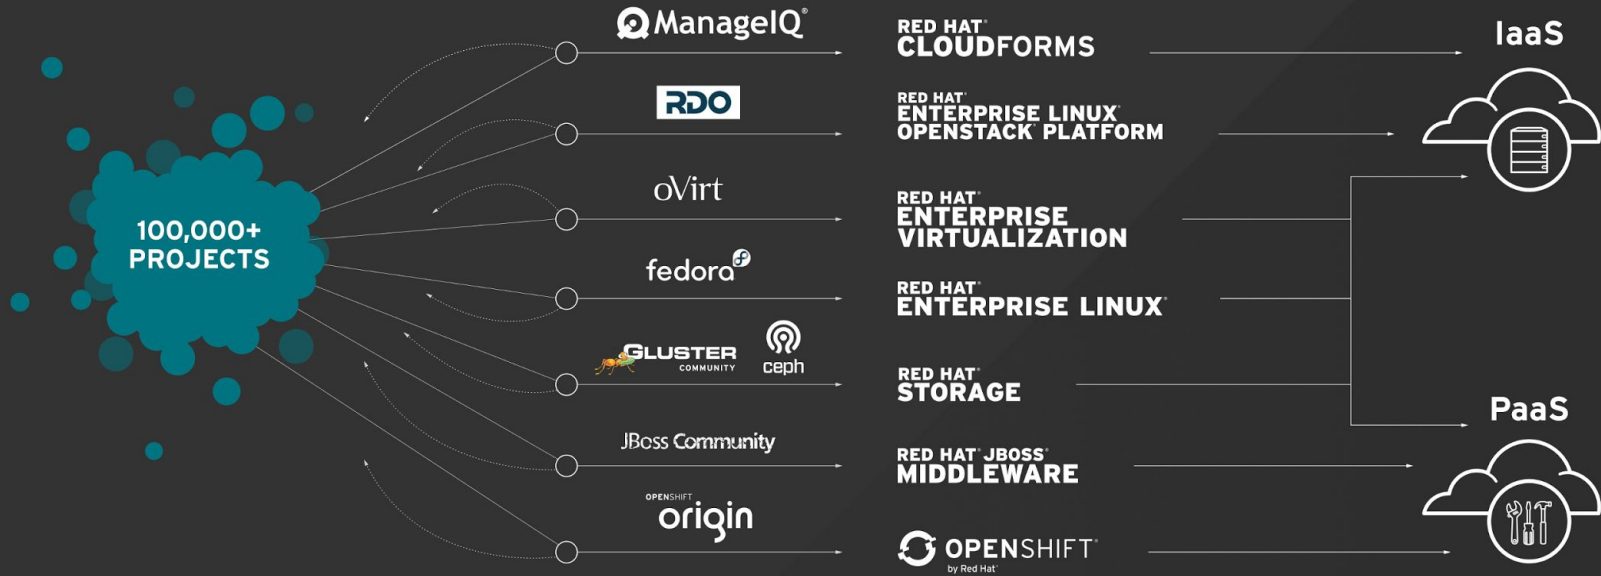 100,000+
PROJECTS
ManageIQ®
RED HAT®
CLOUDFORMS
IaaS
RDO
RED HAT®
ENTERPRISE LINUX®
OPENSTACK® PLATFORM
oVirt
RED HAT®
ENTERPRISE
VIRTUALIZATION
fedora
RED HAT®
ENTERPRISE LINUX®
GLUSTER
COMMUNITY
ceph
RED HAT®
STORAGE
PaaS
JBoss Community
RED HAT® JBOSS®
MIDDLEWARE
OPENSHIFT
origin
OPENSHIFT®
by Red Hat®